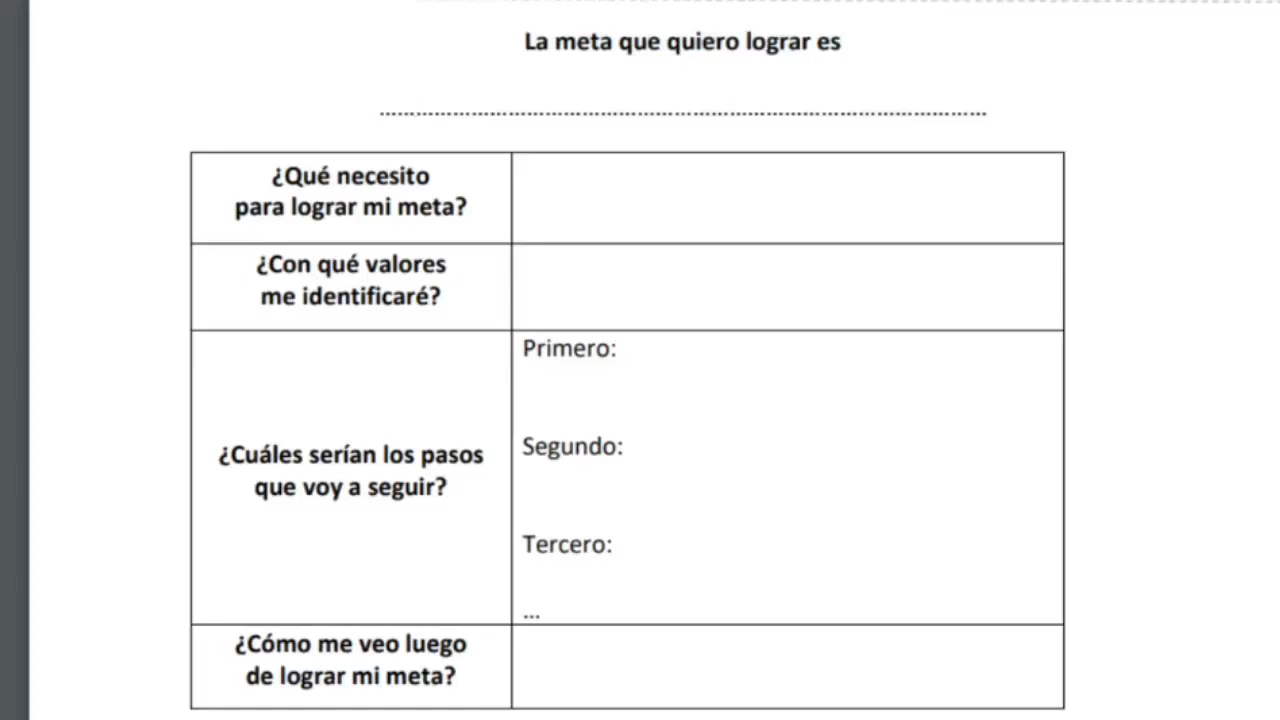 La meta que quiero lograr es
¿Qué necesito
para lograr mi meta?
¿Con qué valores
me identificaré?
¿Cuáles serían los pasos
que voy a seguir?
Primero:
Segundo:
Tercero:
...
¿Cómo me veo luego
de lograr mi meta?